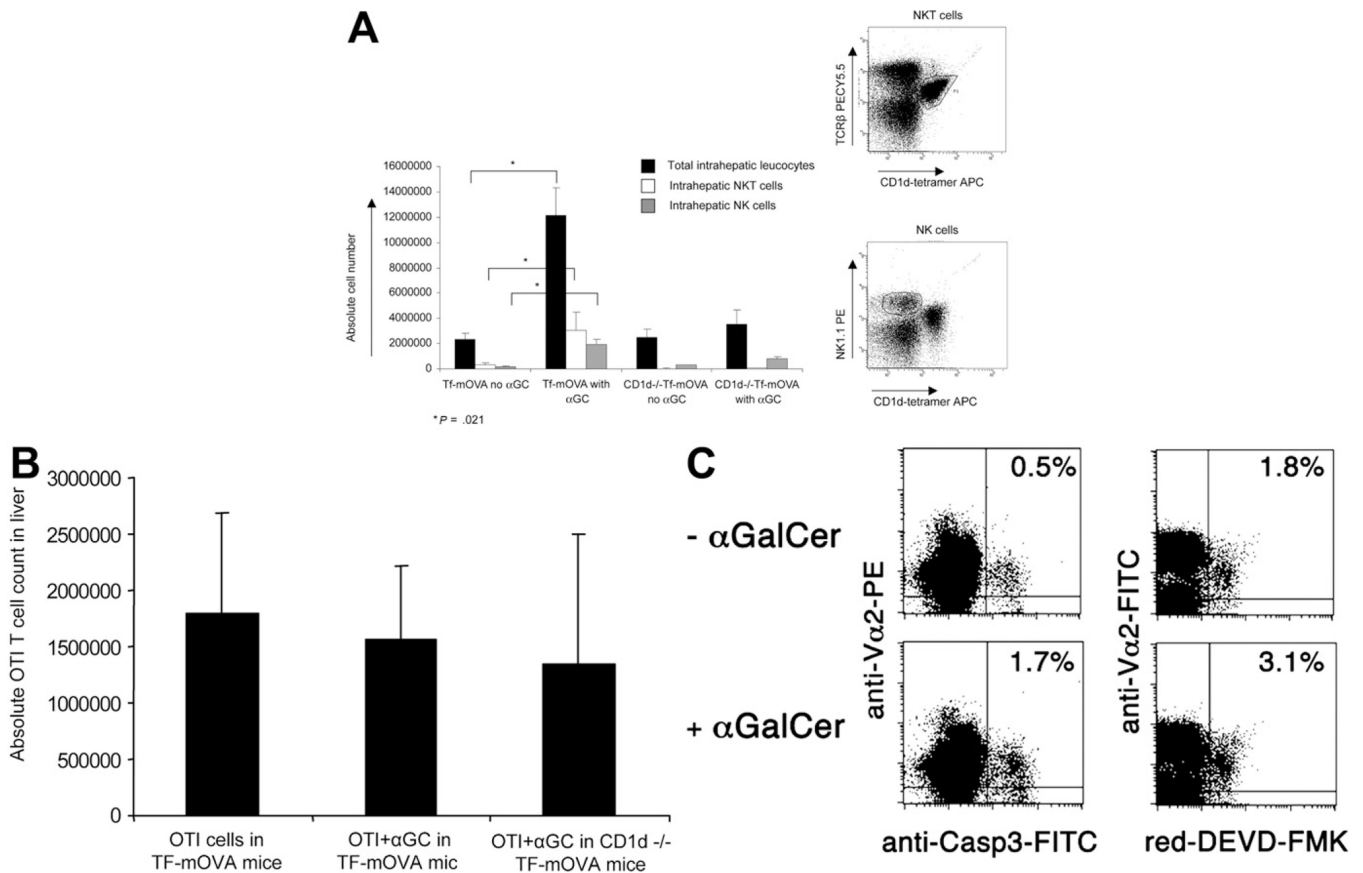 A
NKT cells
TCRβ PECY5.5
CD1d-tetramer APC
NK cells
NK1.1 PE
CD1d-tetramer APC
Absolute cell number
16000000
14000000
12000000
10000000
8000000
6000000
4000000
2000000
0
*
*
*
Total intrahepatic leucocytes
Intrahepatic NKT cells
Intrahepatic NK cells
Tf-mOVA no αGC
Tf-mOVA with
αGC
CD1d-/-Tf-mOVA
no αGC
CD1d-/-Tf-mOVA
with αGC
* P = .021
B
Absolute OTI T cell count in liver
3000000
2500000
2000000
1500000
1000000
500000
0
OTI cells in
TF-mOVA mice
OTI+αGC in
TF-mOVA mic
OTI+αGC in CD1d -/-
TF-mOVA mice
C
- αGalCer
+ αGalCer
anti-Vα2-PE
0.5%
1.7%
anti-Casp3-FITC
anti-Vα2-FITC
1.8%
3.1%
red-DEVD-FMK